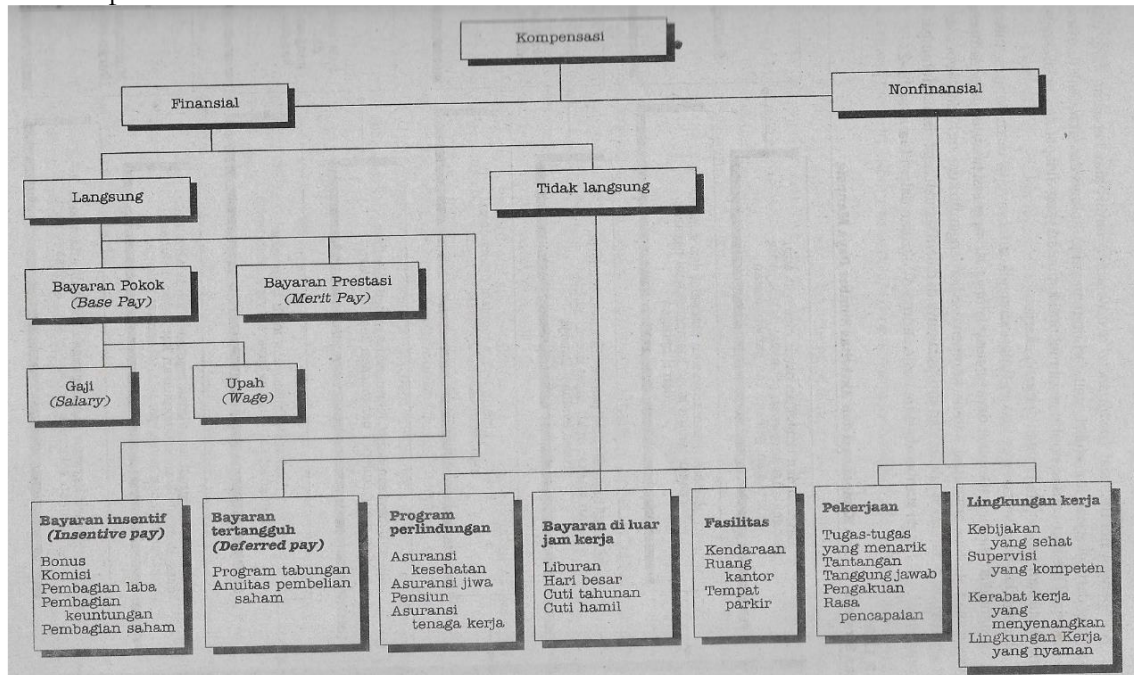 Kompensasi
Finansial
Nonfinansial
Langsung
Tidak langsung
Bayaran Pokok
(Base Pay)
Bayaran Prestasi
(Merit Pay)
Gaji
(Salary)
Upah
(Wage)
Bayaran insentif
(Insentive pay)
Bonus
Komisi
Pembagian laba
Pembagian
keuntungan
Pembagian saham
Bayaran
tertangguh
(Deferred pay)
Program tabungan
Anuitas pembelian
saham
Program
perlindungan
Asuransi
kesehatan
Asuransi jiwa
Pensiun
Asuransi
tenaga kerja
Bayaran di luar
jam kerja
Liburan
Hari besar
Cuti tahunan
Cuti hamil
Fasilitas
Kendaraan
Ruang
kantor
Tempat
parkir
Pekerjaan
Tugas-tugas
yang menarik
Tantangan
Tanggung jawab
Pengakuan
Rasa
pencapaian
Lingkungan kerja
Kebijakan
yang sehat
Supervisi
yang kompeten
Kerabat kerja
yang
menyenangkan
Lingkungan Kerja
yang nyaman